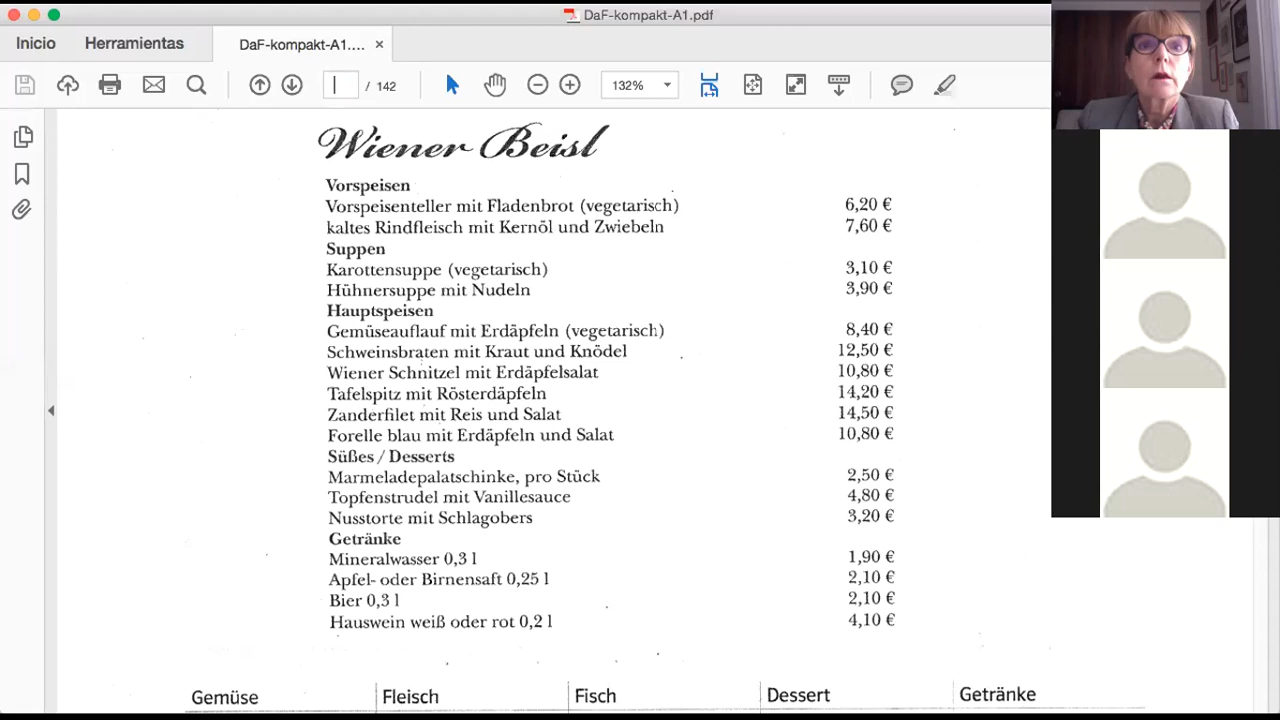 DaF-kompakt-A1.pdf
Inicio
Herramientas
DaF-kompakt-A1.... ×
/ 142
132%
Wiener Beisl
Vorspeisen
Vorspeisenteller mit Fladenbrot (vegetarisch) 6,20 €
kaltes Rindfleisch mit Kernöl und Zwiebeln 7,60 €
Suppen
Karottensuppe (vegetarisch) 3,10 €
Hühnersuppe mit Nudeln 3,90 €
Hauptspeisen
Gemüseauflauf mit Erdäpfeln (vegetarisch) 8,40 €
Schweinsbraten mit Kraut und Knödel 12,50 €
Wiener Schnitzel mit Erdäpfelsalat 10,80 €
Tafelspitz mit Rösterdäpfeln 14,20 €
Zanderfilet mit Reis und Salat 14,50 €
Forelle blau mit Erdäpfeln und Salat 10,80 €
Süßes / Desserts
Marmeladepalatschinke, pro Stück 2,50 €
Topfenstrudel mit Vanillesauce 4,80 €
Nusstorte mit Schlagobers 3,20 €
Getränke
Mineralwasser 0,3 l 1,90 €
Apfel- oder Birnensaft 0,25 l 2,10 €
Bier 0,3 l 2,10 €
Hauswein weiß oder rot 0,2 l 4,10 €
Gemüse Fleisch Fisch Dessert Getränke